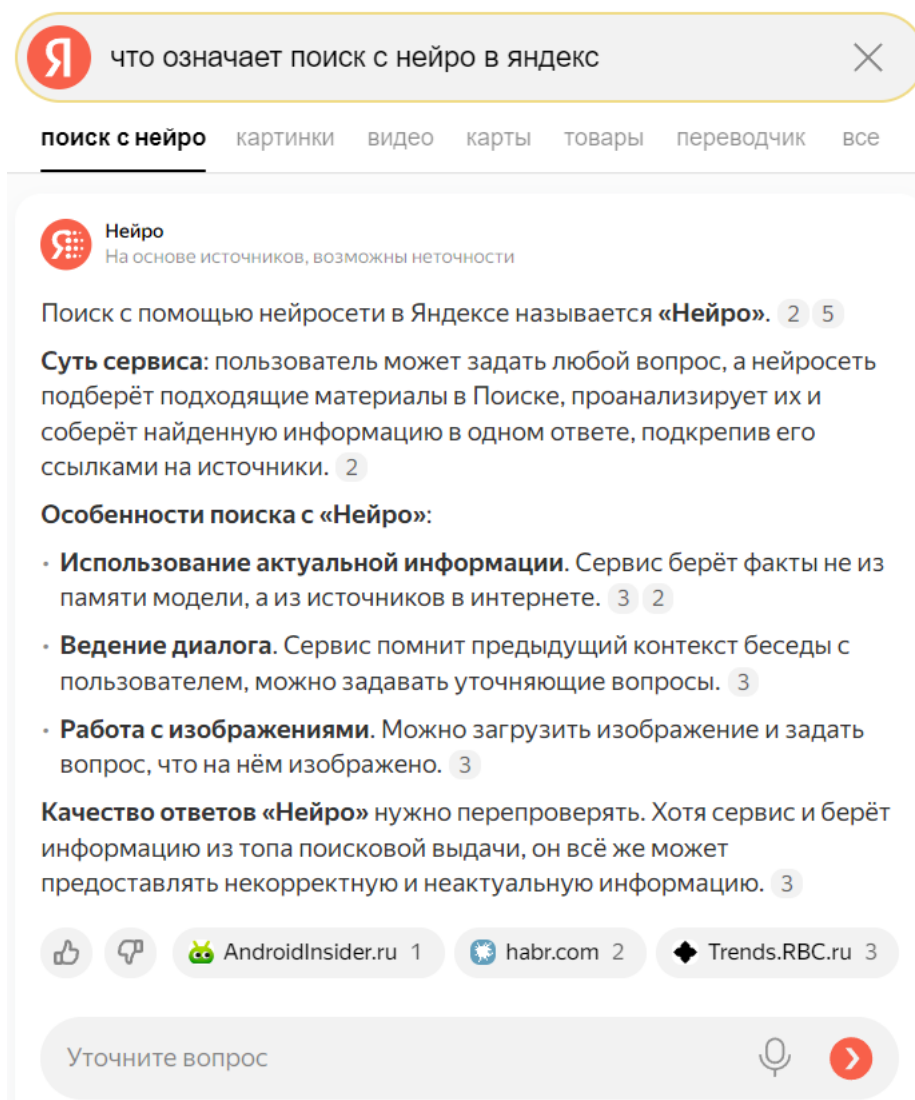 Я что означает поиск с нейро в яндекс
поиск с нейро картинки видео карты товары переводчик все
Я Нейро
На основе источников, возможны неточности
Поиск с помощью нейросети в Яндексе называется «Нейро». 2 5
Суть сервиса: пользователь может задать любой вопрос, а нейросеть
подберёт подходящие материалы в Поиске, проанализирует их и
соберёт найденную информацию в одном ответе, подкрепив его
ссылками на источники. 2
Особенности поиска с «Нейро»:
• Использование актуальной информации. Сервис берёт факты не из
памяти модели, а из источников в интернете. 3 2
• Ведение диалога. Сервис помнит предыдущий контекст беседы с
пользователем, можно задавать уточняющие вопросы. 3
• Работа с изображениями. Можно загрузить изображение и задать
вопрос, что на нём изображено. 3
Качество ответов «Нейро» нужно перепроверять. Хотя сервис и берёт
информацию из топа поисковой выдачи, он всё же может
предоставлять некорректную и неактуальную информацию. 3
AndroidInsider.ru 1 habr.com 2 Trends.RBC.ru 3
Уточните вопрос